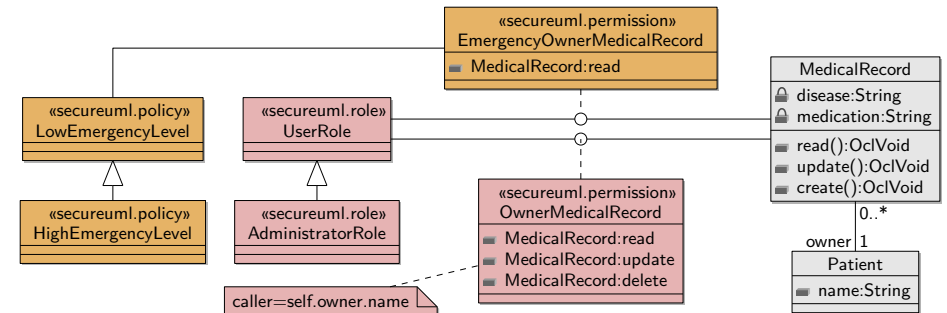 «secureuml.permission»
EmergencyOwnerMedicalRecord
MedicalRecord:read
«secureuml.policy»
LowEmergencyLevel
«secureuml.role»
UserRole
MedicalRecord
disease:String
medication:String
read():OclVoid
update():OclVoid
create():OclVoid
«secureuml.policy»
HighEmergencyLevel
«secureuml.role»
AdministratorRole
«secureuml.permission»
OwnerMedicalRecord
MedicalRecord:read
MedicalRecord:update
MedicalRecord:delete
caller=self.owner.name
0..*
owner 1
Patient
name:String